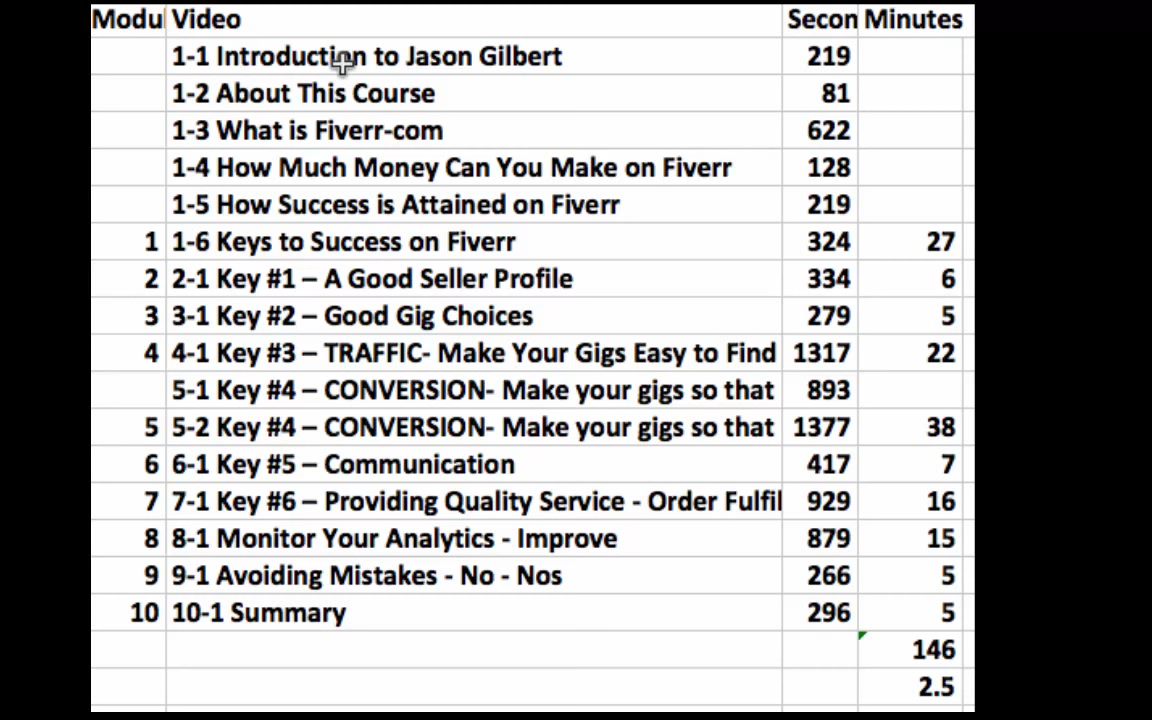 Modu Video Secon Minutes
1-1 Introduction to Jason Gilbert 219
1-2 About This Course 81
1-3 What is Fiverr-com 622
1-4 How Much Money Can You Make on Fiverr 128
1-5 How Success is Attained on Fiverr 219
1 1-6 Keys to Success on Fiverr 324 27
2 2-1 Key #1 – A Good Seller Profile 334 6
3 3-1 Key #2 – Good Gig Choices 279 5
4 4-1 Key #3 – TRAFFIC- Make Your Gigs Easy to Find 1317 22
5-1 Key #4 – CONVERSION- Make your gigs so that 893
5 5-2 Key #4 – CONVERSION- Make your gigs so that 1377 38
6 6-1 Key #5 – Communication 417 7
7 7-1 Key #6 – Providing Quality Service - Order Fulfil 929 16
8 8-1 Monitor Your Analytics - Improve 879 15
9 9-1 Avoiding Mistakes - No - Nos 266 5
10 10-1 Summary 296 5
146
2.5